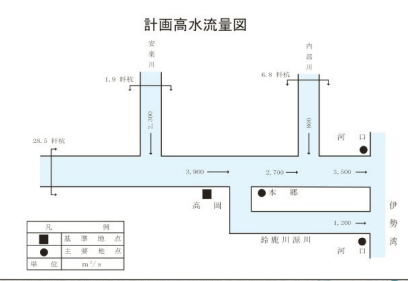 計画高水流量図
安楽川
内部川
1.9 粁杭
6.8 粁杭
2,300
800
28.5 粁杭
河口
3,900
2,700
3,500
高岡
本郷
1,200
伊勢湾
鈴鹿川派川
河口
凡例
基準地点
主要地点
単位 m³/s